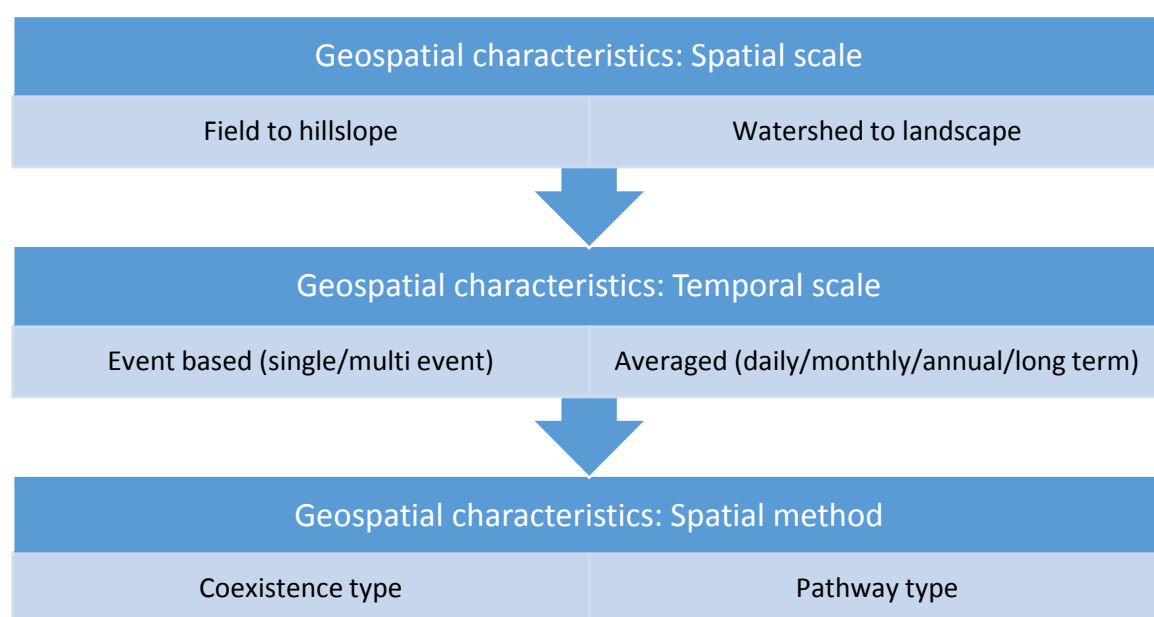 Geospatial characteristics: Spatial scale
Field to hillslope
Watershed to landscape
Geospatial characteristics: Temporal scale
Event based (single/multi event)
Averaged (daily/monthly/annual/long term)
Geospatial characteristics: Spatial method
Coexistence type
Pathway type